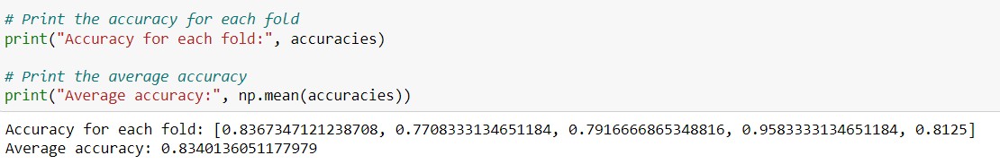 # Print the accuracy for each fold
print("Accuracy for each fold:", accuracies)
# Print the average accuracy
print("Average accuracy:", np.mean(accuracies))
Accuracy for each fold: [0.8367347121238708, 0.7708333134651184, 0.7916666865348816, 0.9583333134651184, 0.8125]
Average accuracy: 0.8340136051177979